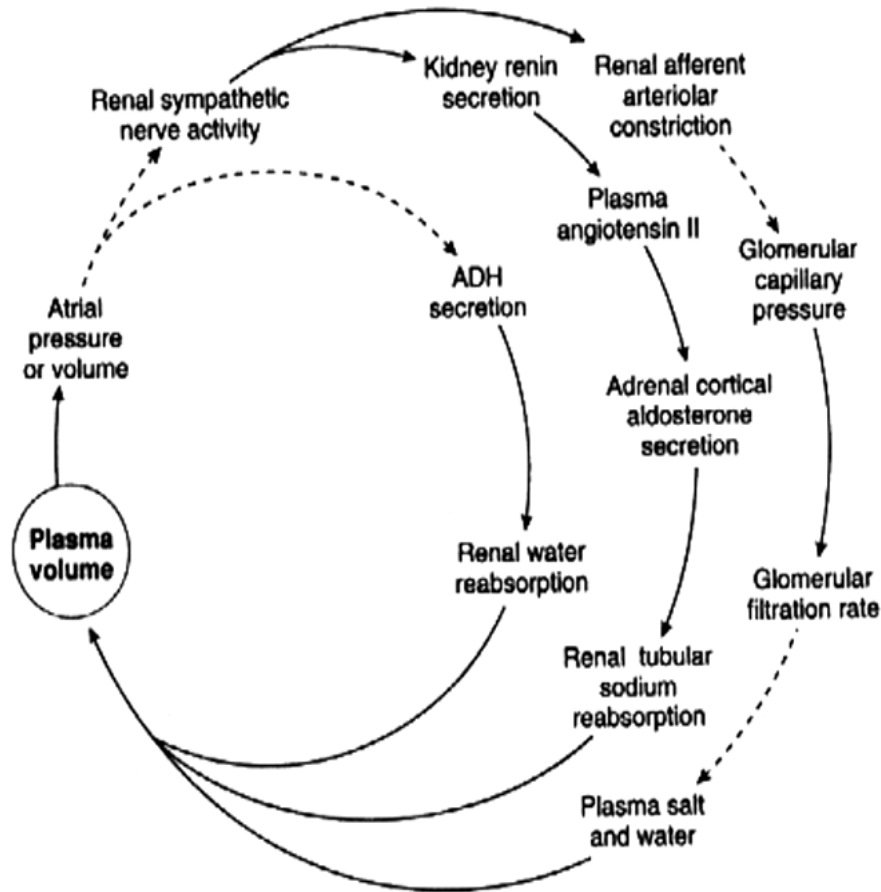 Renal sympathetic
nerve activity
Kidney renin
secretion
Renal afferent
arteriolar
constriction
Plasma
angiotensin II
Glomerular
capillary
pressure
ADH
secretion
Atrial
pressure
or volume
Adrenal cortical
aldosterone
secretion
Plasma
volume
Renal water
reabsorption
Glomerular
filtration rate
Renal tubular
sodium
reabsorption
Plasma salt
and water